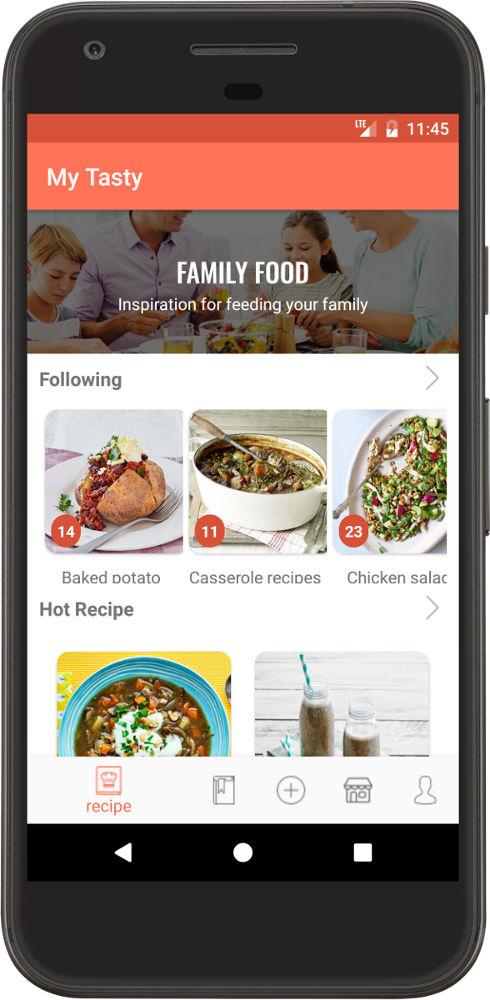 LTE 11:45
My Tasty
FAMILY FOOD
Inspiration for feeding your family
Following
14
11
23
Baked potato
Casserole recipes
Chicken salad
Hot Recipe
recipe